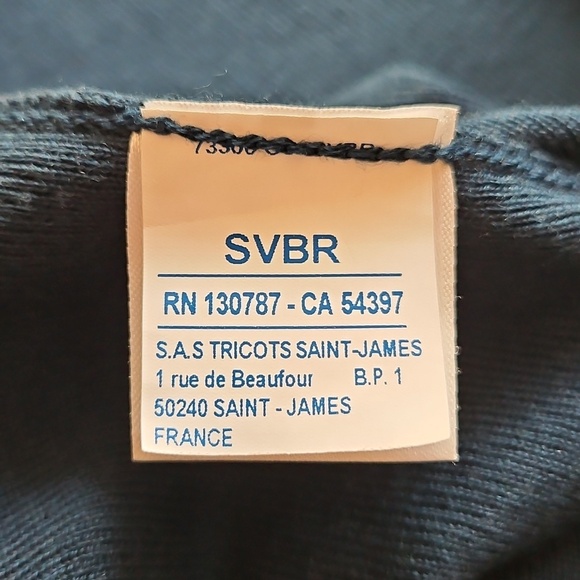 SVBR
RN 130787 - CA 54397
S.A.S TRICOTS SAINT-JAMES
1 rue de Beaufour B.P. 1
50240 SAINT - JAMES
FRANCE